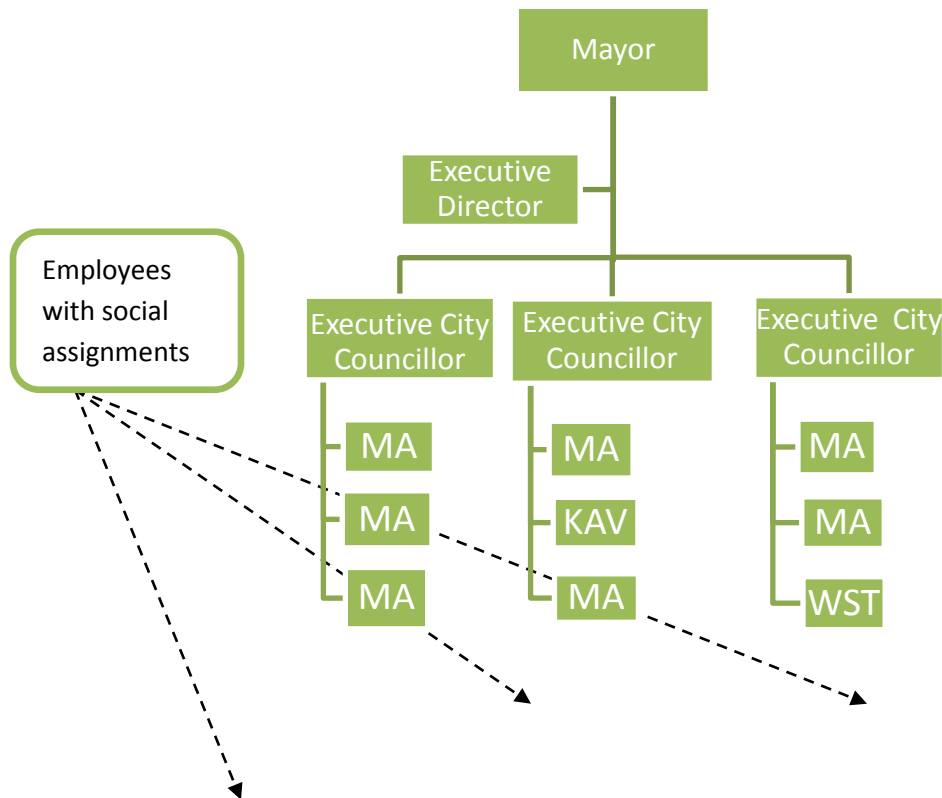 Mayor
Executive
Director
Employees
with social
assignments
Executive City
Councillor
MA
MA
MA
Executive City
Councillor
MA
KAV
MA
Executive City
Councillor
MA
MA
WST